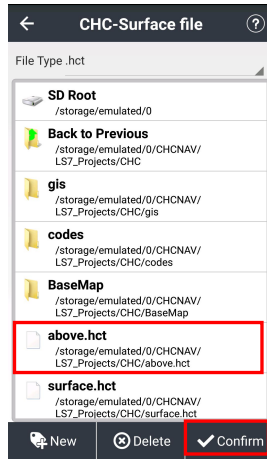 CHC-Surface file ?
File Type .hct
SD Root
/storage/emulated/0
Back to Previous
/storage/emulated/0/CHCNAV/
LS7_Projects/CHC
gis
/storage/emulated/0/CHCNAV/
LS7_Projects/CHC/gis
codes
/storage/emulated/0/CHCNAV/
LS7_Projects/CHC/codes
BaseMap
/storage/emulated/0/CHCNAV/
LS7_Projects/CHC/BaseMap
above.hct
/storage/emulated/0/CHCNAV/
LS7_Projects/CHC/above.hct
surface.hct
/storage/emulated/0/CHCNAV/
LS7_Projects/CHC/surface.hct
New Delete Confirm